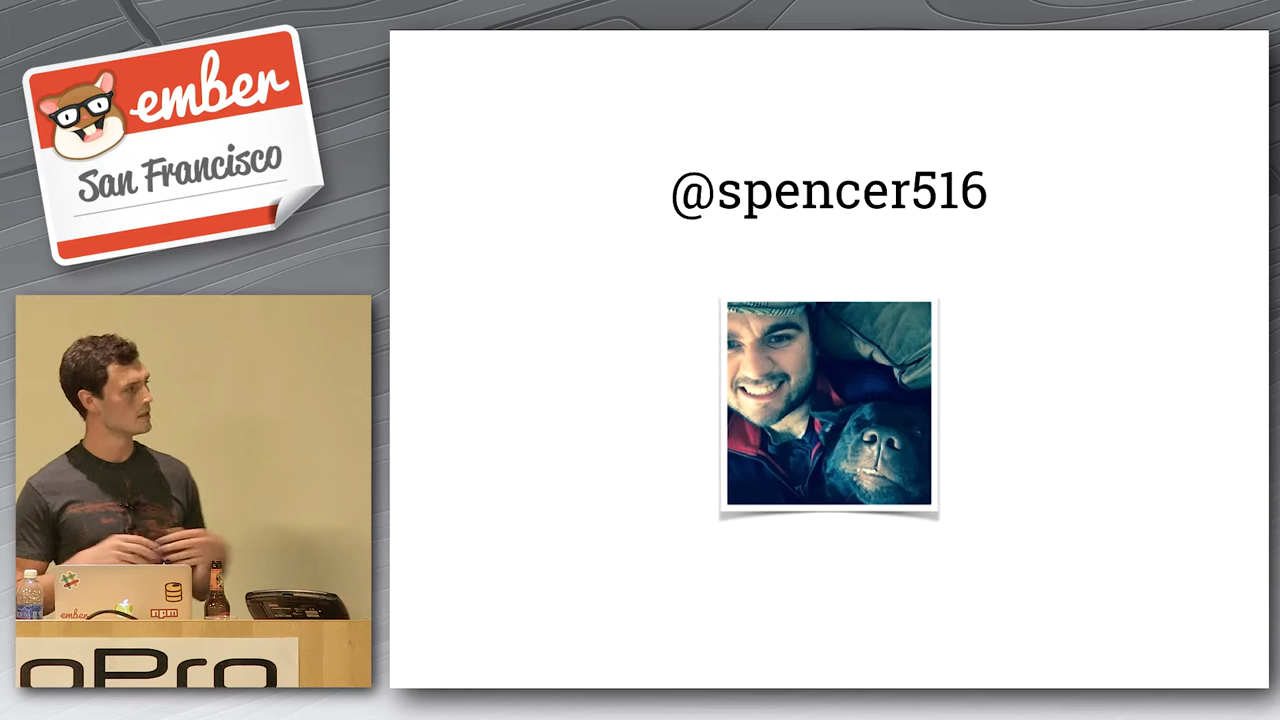 ember
San Francisco
@spencer516
ember
npm
oPro